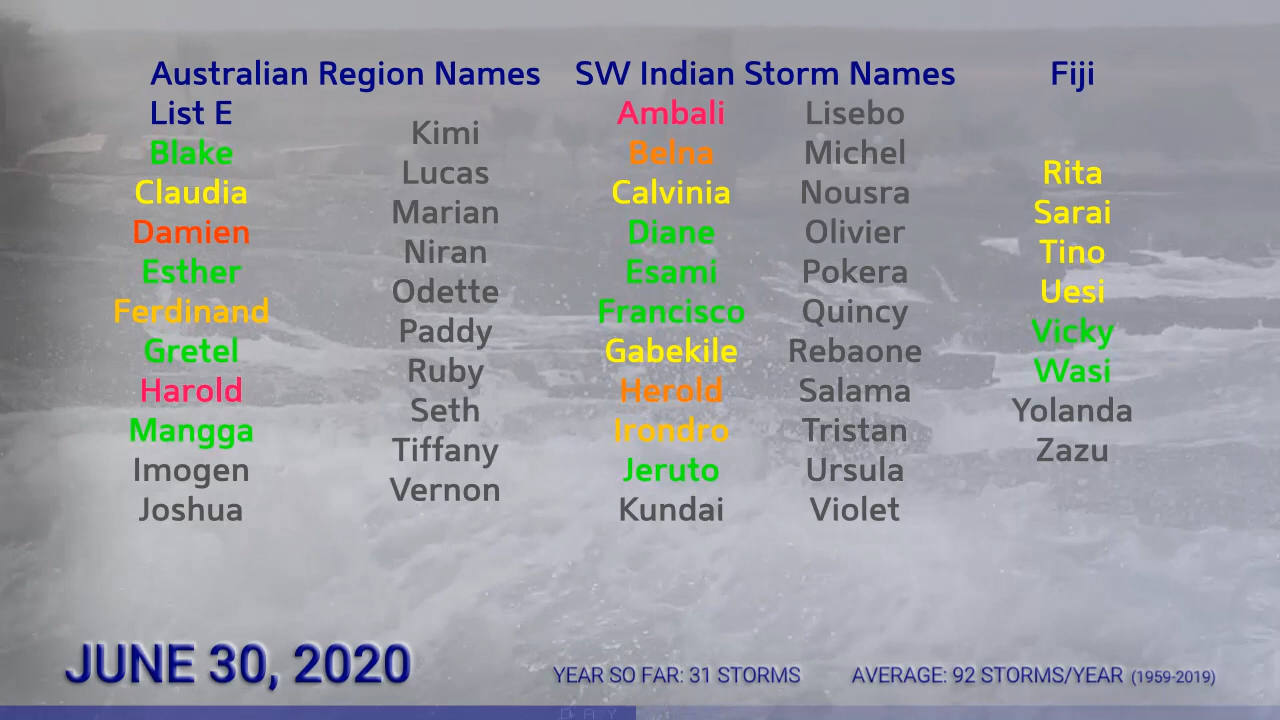 Australian Region Names
List E
Blake
Claudia
Damien
Esther
Ferdinand
Gretel
Harold
Mangga
Imogen
Joshua
Kimi
Lucas
Marian
Niran
Odette
Paddy
Ruby
Seth
Tiffany
Vernon
SW Indian Storm Names
Ambali
Belna
Calvinia
Diane
Esami
Francisco
Gabekile
Herold
Irondro
Jeruto
Kundai
Lisebo
Michel
Nousra
Olivier
Pokera
Quincy
Rebaone
Salama
Tristan
Ursula
Violet
Fiji
Rita
Sarai
Tino
Uesi
Vicky
Wasi
Yolanda
Zazu
JUNE 30, 2020
YEAR SO FAR: 31 STORMS
AVERAGE: 92 STORMS/YEAR (1959-2019)
DAY